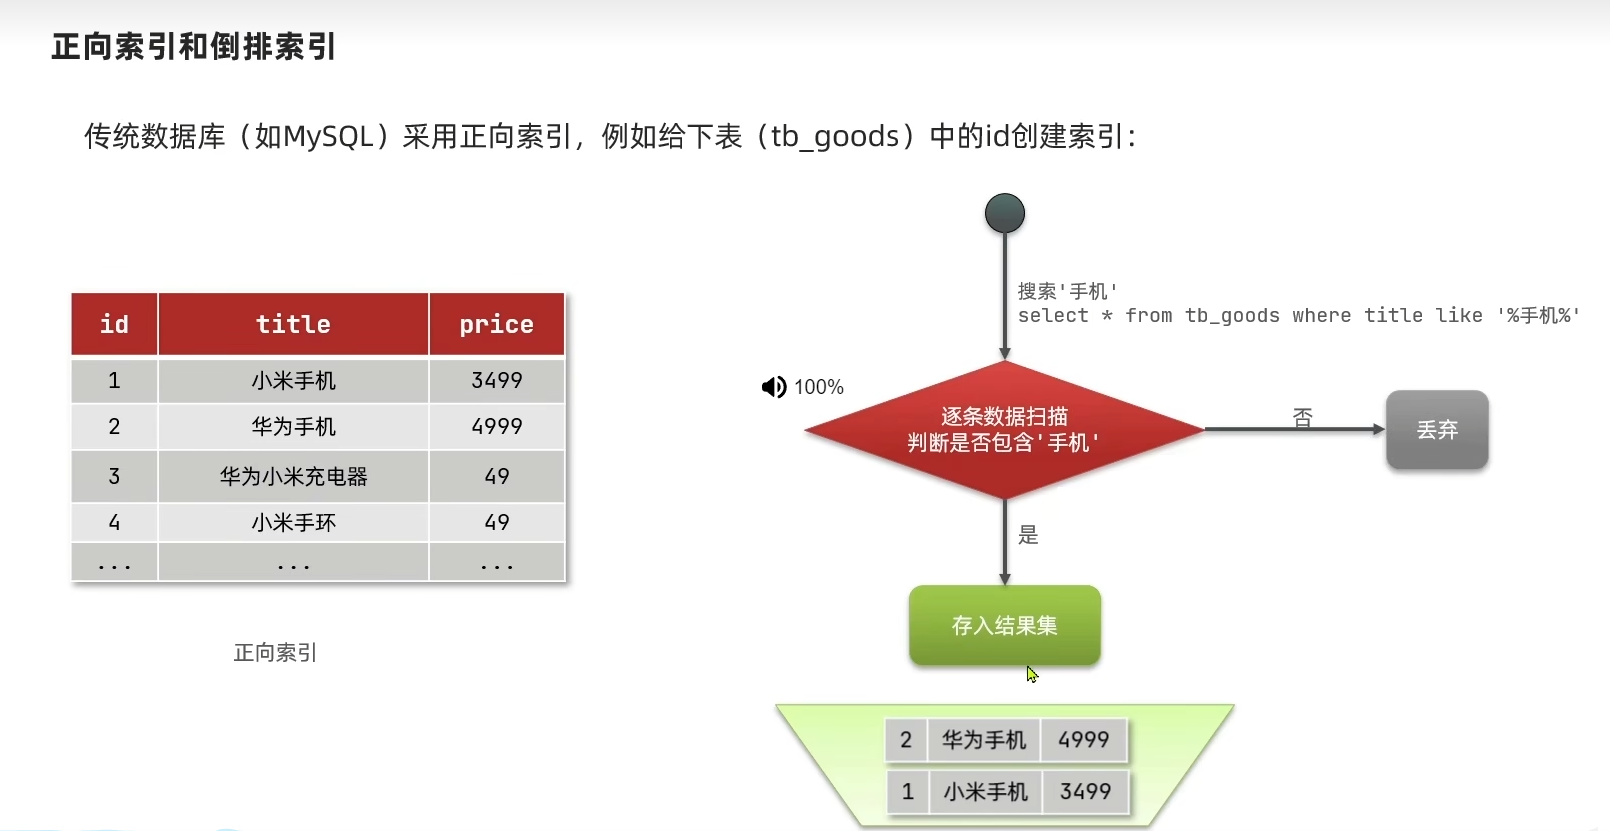 正向索引和倒排索引
传统数据库（如MySQL）采用正向索引，例如给下表（tb_goods）中的id创建索引：
id title price
1 小米手机 3499
2 华为手机 4999
3 华为小米充电器 49
4 小米手环 49
... ... ...
正向索引
搜索'手机'
select * from tb_goods where title like '%手机%'
100%
逐条数据扫描
判断是否包含'手机'
否
丢弃
是
存入结果集
2 华为手机 4999
1 小米手机 3499